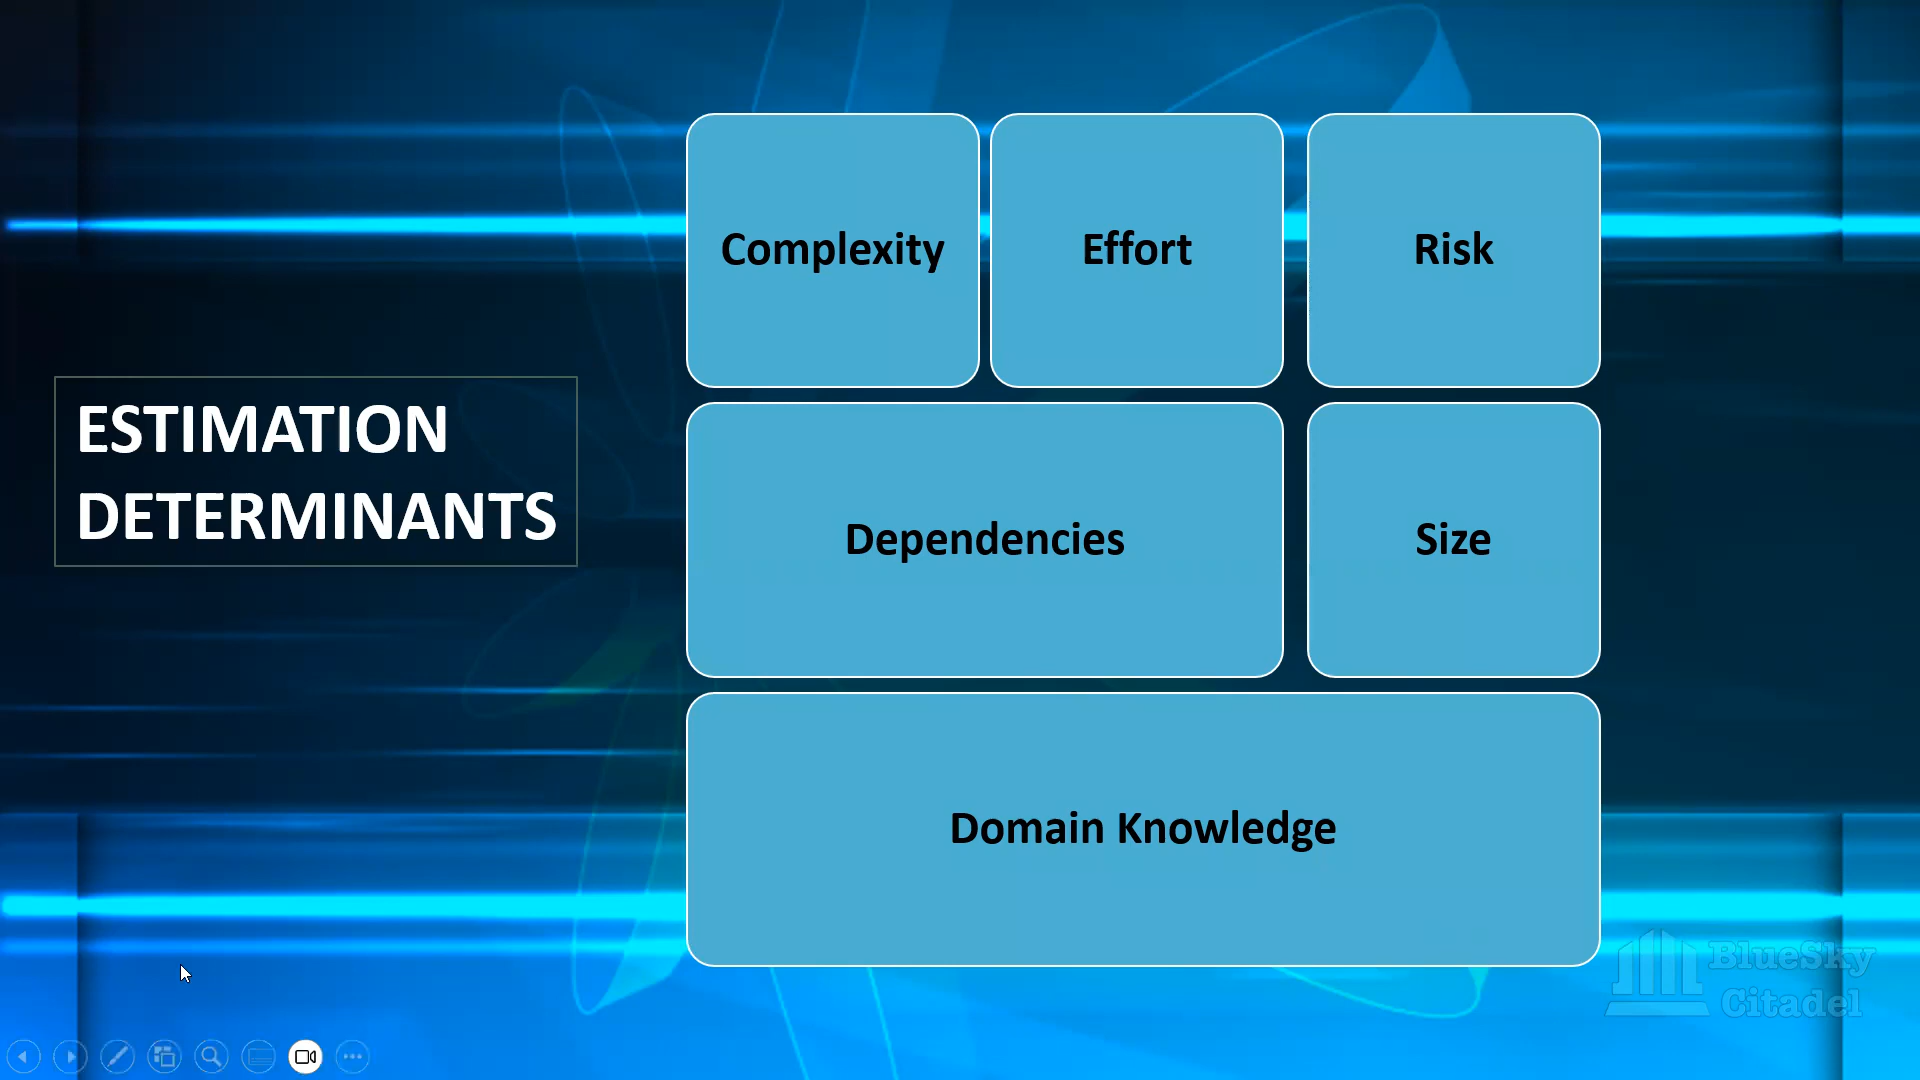 ESTIMATION
DETERMINANTS
Complexity
Effort
Risk
Dependencies
Size
Domain Knowledge
BlueSky
Citadel